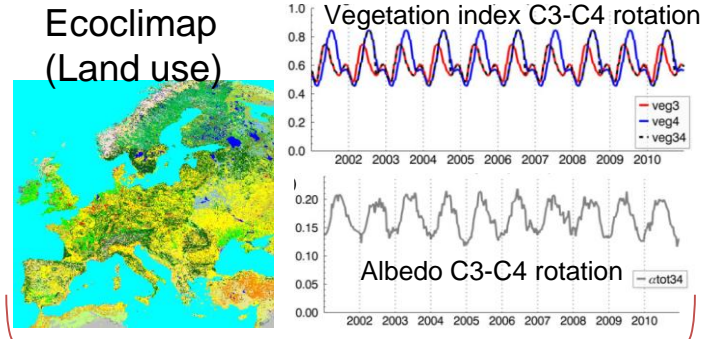 Ecoclimap
(Land use)
Vegetation index C3-C4 rotation
1.0
0.8
0.6
0.4
0.2
0.0
veg3
veg4
veg34
2002 2003 2004 2005 2006 2007 2008 2009 2010
)
0.20
0.15
0.10
0.05
0.00
Albedo C3-C4 rotation
αtot34
2002 2003 2004 2005 2006 2007 2008 2009 2010